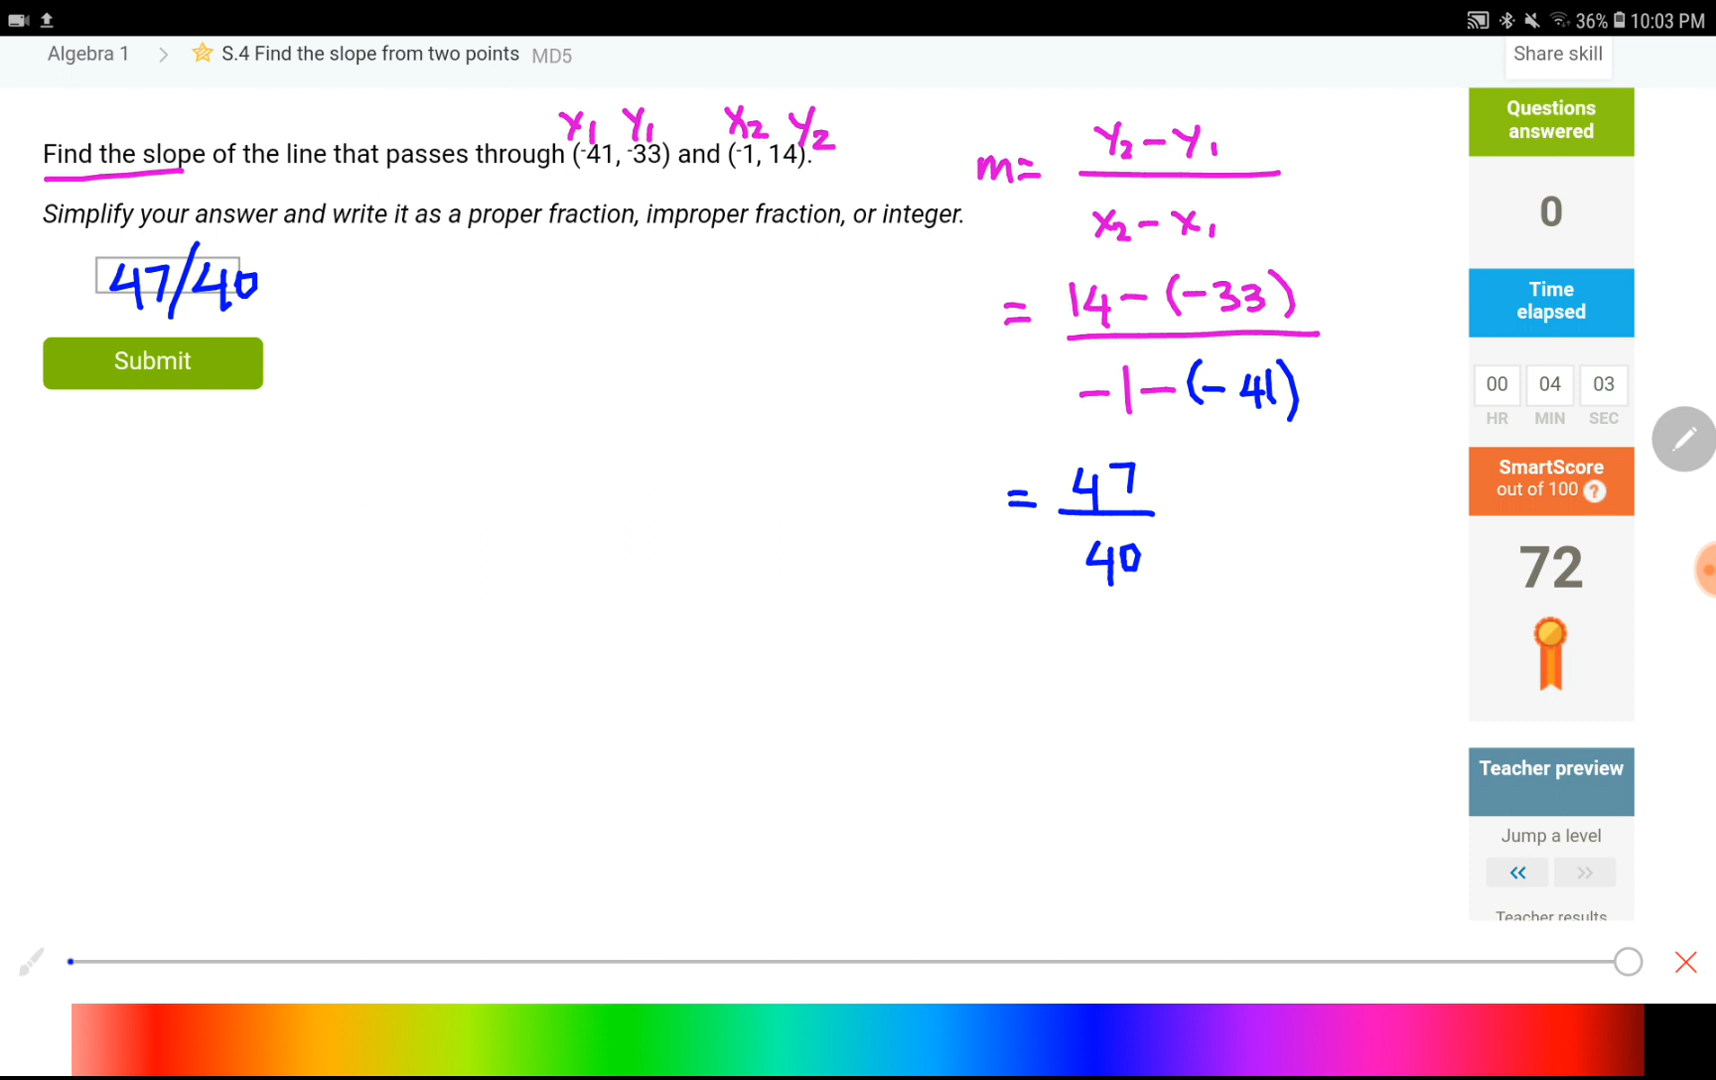 36% 10:03 PM
Algebra 1 > S.4 Find the slope from two points MD5
Share skill
x1 y1 x2 y2
Find the slope of the line that passes through (-41, -33) and (-1, 14).
Simplify your answer and write it as a proper fraction, improper fraction, or integer.
47/40
Submit
m= y2 - y1
x2 - x1
= 14 - (-33)
-1 - (-41)
= 47
40
Questions answered
0
Time elapsed
00 04 03
HR MIN SEC
SmartScore
out of 100 ?
72
Teacher preview
Jump a level
<< >>
Teacher results